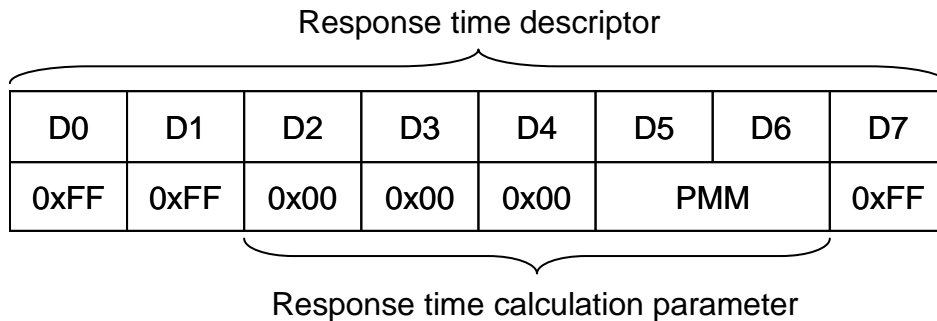 Response time descriptor
D0 D1 D2 D3 D4 D5 D6 D7
0xFF 0xFF 0x00 0x00 0x00 PMM 0xFF
Response time calculation parameter